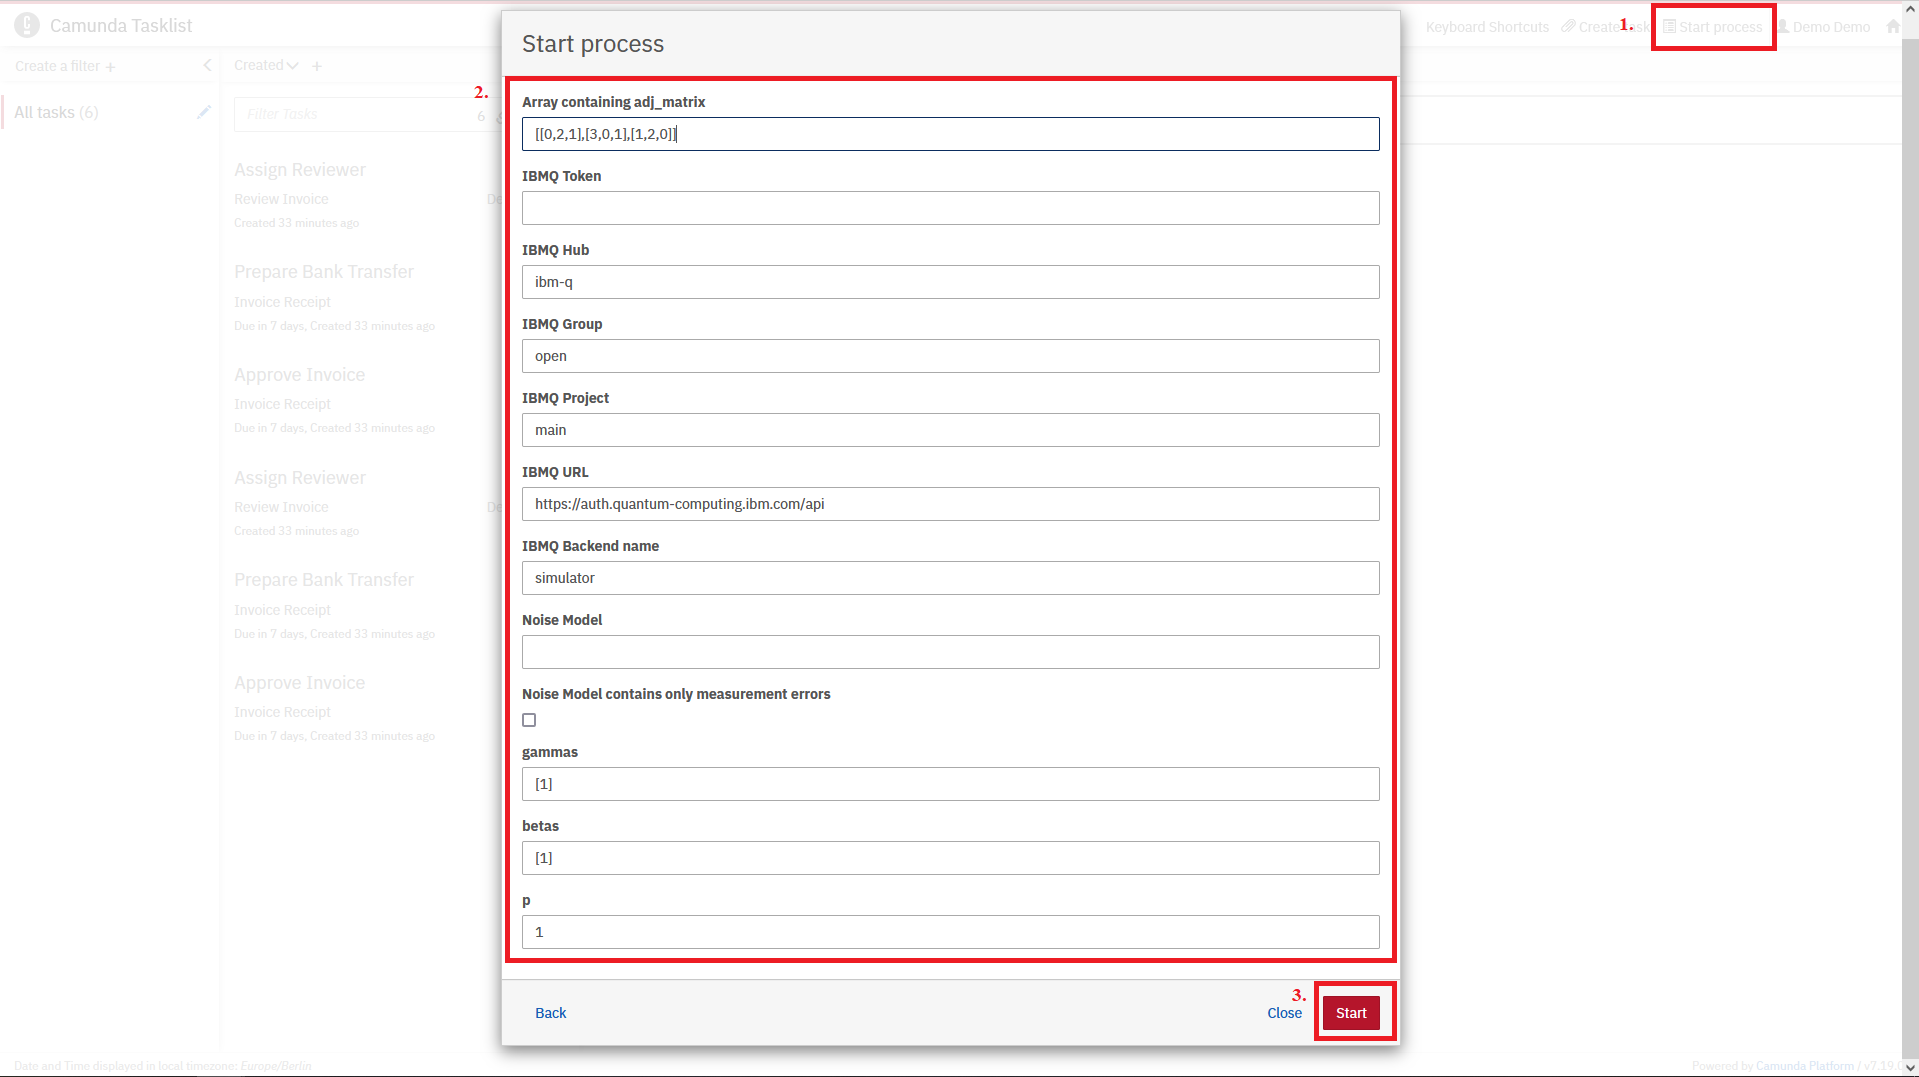 Camunda Tasklist
Keyboard Shortcuts
Create task
1.
Start process
Demo Demo
Create a filter +
Created
+
All tasks (6)
Filter Tasks
6
Assign Reviewer
Review Invoice
De
Created 33 minutes ago
Prepare Bank Transfer
Invoice Receipt
Due in 7 days, Created 33 minutes ago
Approve Invoice
Invoice Receipt
Due in 7 days, Created 33 minutes ago
Assign Reviewer
Review Invoice
De
Created 33 minutes ago
Prepare Bank Transfer
Invoice Receipt
Due in 7 days, Created 33 minutes ago
Approve Invoice
Invoice Receipt
Due in 7 days, Created 33 minutes ago
Start process
2.
Array containing adj_matrix
[[0,2,1],[3,0,1],[1,2,0]]
IBMQ Token
IBMQ Hub
ibm-q
IBMQ Group
open
IBMQ Project
main
IBMQ URL
https://auth.quantum-computing.ibm.com/api
IBMQ Backend name
simulator
Noise Model
Noise Model contains only measurement errors
gammas
[1]
betas
[1]
p
1
Back
Close
3.
Start
Date and Time displayed in local timezone: Europe/Berlin
Powered by Camunda Platform / v7.19.0